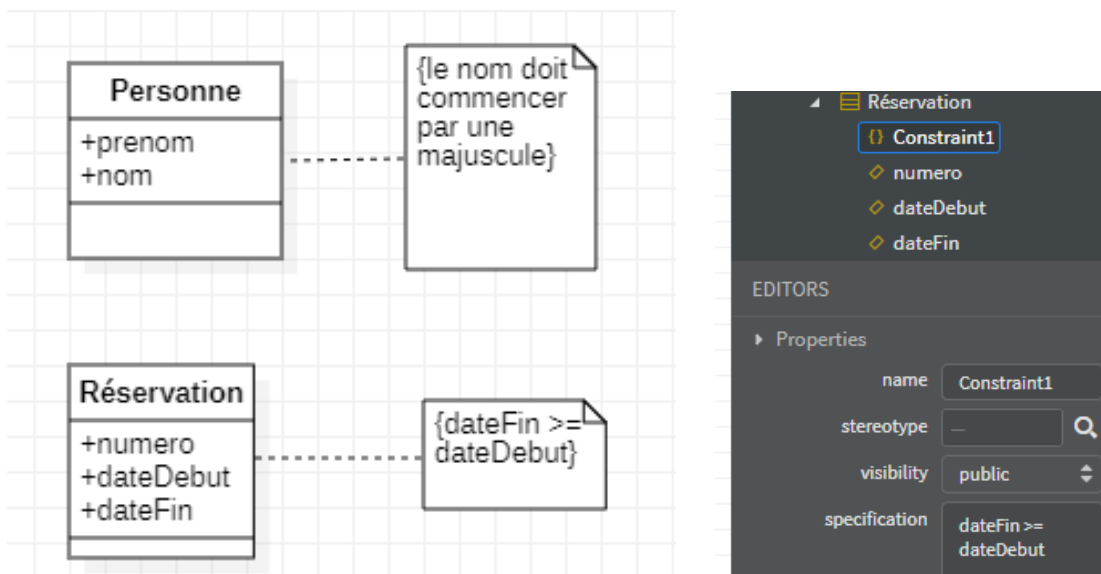 Personne
+prenom
+nom
{le nom doit
commencer
par une
majuscule}
Réservation
+numero
+dateDebut
+dateFin
{dateFin >=
dateDebut}
Réservation
{} Constraint1
numero
dateDebut
dateFin
EDITORS
Properties
name Constraint1
stereotype —
visibility public
specification dateFin >=
dateDebut